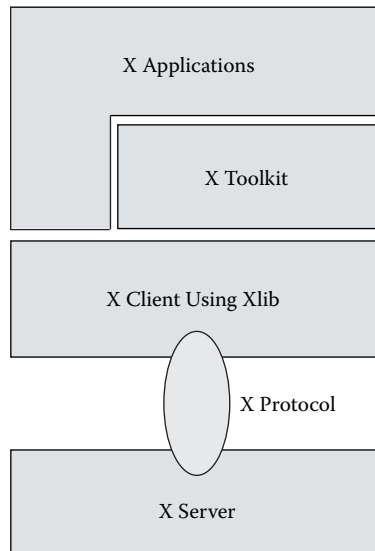 X Applications
X Toolkit
X Client Using Xlib
X Protocol
X Server